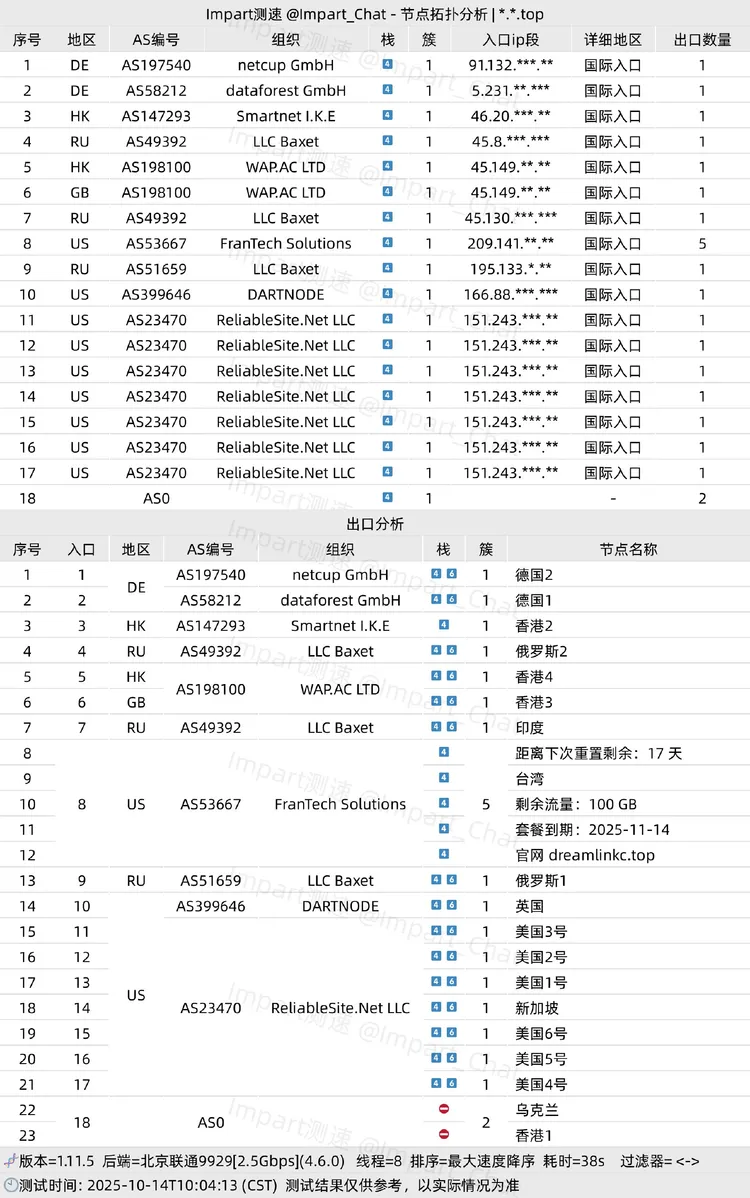 Impart测速 @Impart_Chat - 节点拓扑分析 | *.*.top
序号 地区 AS编号 组织 栈 簇 入口ip段 详细地区 出口数量
1 DE AS197540 netcup GmbH 4 1 91.132.***.** 国际入口 1
2 DE AS58212 dataforest GmbH 4 1 5.231.**.*** 国际入口 1
3 HK AS147293 Smartnet I.K.E 4 1 46.20.***.** 国际入口 1
4 RU AS49392 LLC Baxet 4 1 45.8.***.*** 国际入口 1
5 HK AS198100 WAP.AC LTD 4 1 45.149.**.** 国际入口 1
6 GB AS198100 WAP.AC LTD 4 1 45.149.**.** 国际入口 1
7 RU AS49392 LLC Baxet 4 1 45.130.***.*** 国际入口 1
8 US AS53667 FranTech Solutions 4 1 209.141.**.** 国际入口 5
9 RU AS51659 LLC Baxet 4 1 195.133.*.** 国际入口 1
10 US AS399646 DARTNODE 4 1 166.88.***.*** 国际入口 1
11 US AS23470 ReliableSite.Net LLC 4 1 151.243.***.** 国际入口 1
12 US AS23470 ReliableSite.Net LLC 4 1 151.243.***.** 国际入口 1
13 US AS23470 ReliableSite.Net LLC 4 1 151.243.***.** 国际入口 1
14 US AS23470 ReliableSite.Net LLC 4 1 151.243.***.** 国际入口 1
15 US AS23470 ReliableSite.Net LLC 4 1 151.243.***.** 国际入口 1
16 US AS23470 ReliableSite.Net LLC 4 1 151.243.***.** 国际入口 1
17 US AS23470 ReliableSite.Net LLC 4 1 151.243.***.** 国际入口 1
18 AS0 4 1 - 2
出口分析
序号 入口 地区 AS编号 组织 栈 簇 节点名称
1 1 DE AS197540 netcup GmbH 4 6 1 德国2
2 2 AS58212 dataforest GmbH 4 6 1 德国1
3 3 HK AS147293 Smartnet I.K.E 4 1 香港2
4 4 RU AS49392 LLC Baxet 4 6 1 俄罗斯2
5 5 HK AS198100 WAP.AC LTD 4 6 1 香港4
6 6 GB 4 6 1 香港3
7 7 RU AS49392 LLC Baxet 4 6 1 印度
8 4 距离下次重置剩余：17 天
9 4 台湾
10 8 US AS53667 FranTech Solutions 4 5 剩余流量：100 GB
11 4 套餐到期：2025-11-14
12 4 官网 dreamlinkc.top
13 9 RU AS51659 LLC Baxet 4 6 1 俄罗斯1
14 10 AS399646 DARTNODE 4 6 1 英国
15 11 4 6 1 美国3号
16 12 4 6 1 美国2号
17 13 US 4 6 1 美国1号
18 14 AS23470 ReliableSite.Net LLC 4 6 1 新加坡
19 15 4 6 1 美国6号
20 16 4 6 1 美国5号
21 17 4 6 1 美国4号
22 18 AS0 2 乌克兰
23 香港1
版本=1.11.5 后端=北京联通9929[2.5Gbps](4.6.0) 线程=8 排序=最大速度降序 耗时=38s 过滤器= <->
测试时间: 2025-10-14T10:04:13 (CST) 测试结果仅供参考，以实际情况为准